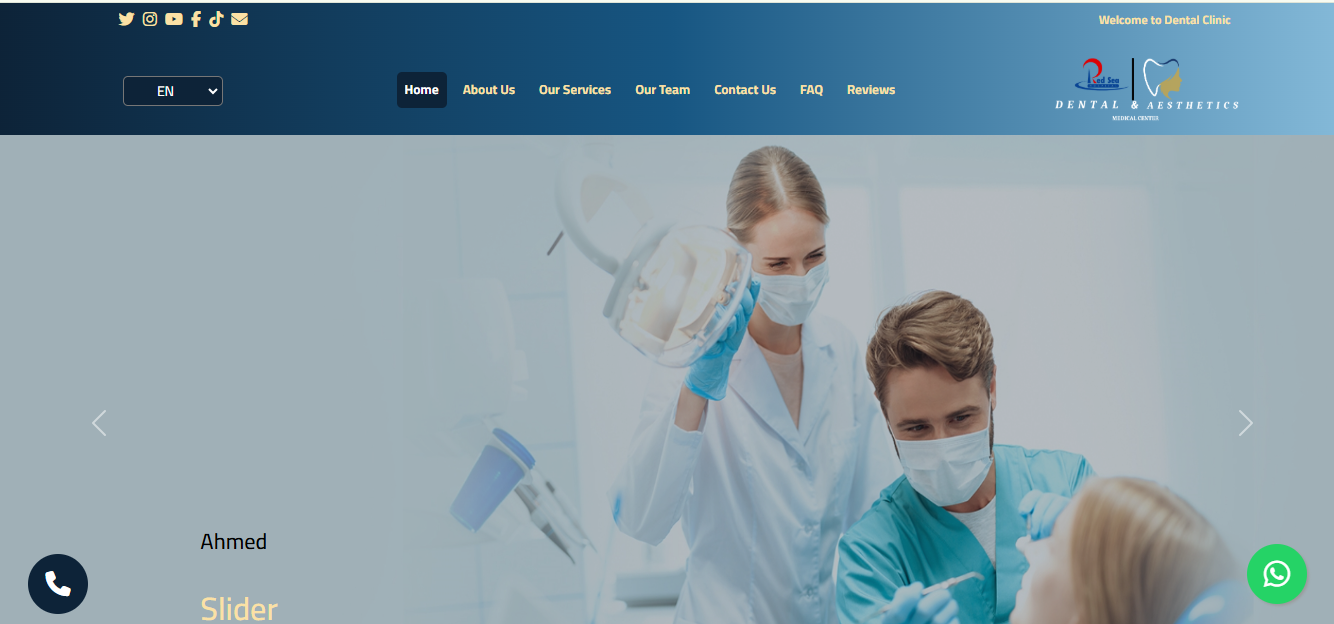 Welcome to Dental Clinic
EN
Home About Us Our Services Our Team Contact Us FAQ Reviews
Red Sea
DENTAL & AESTHETICS
MEDICAL CENTER
Ahmed
Slider